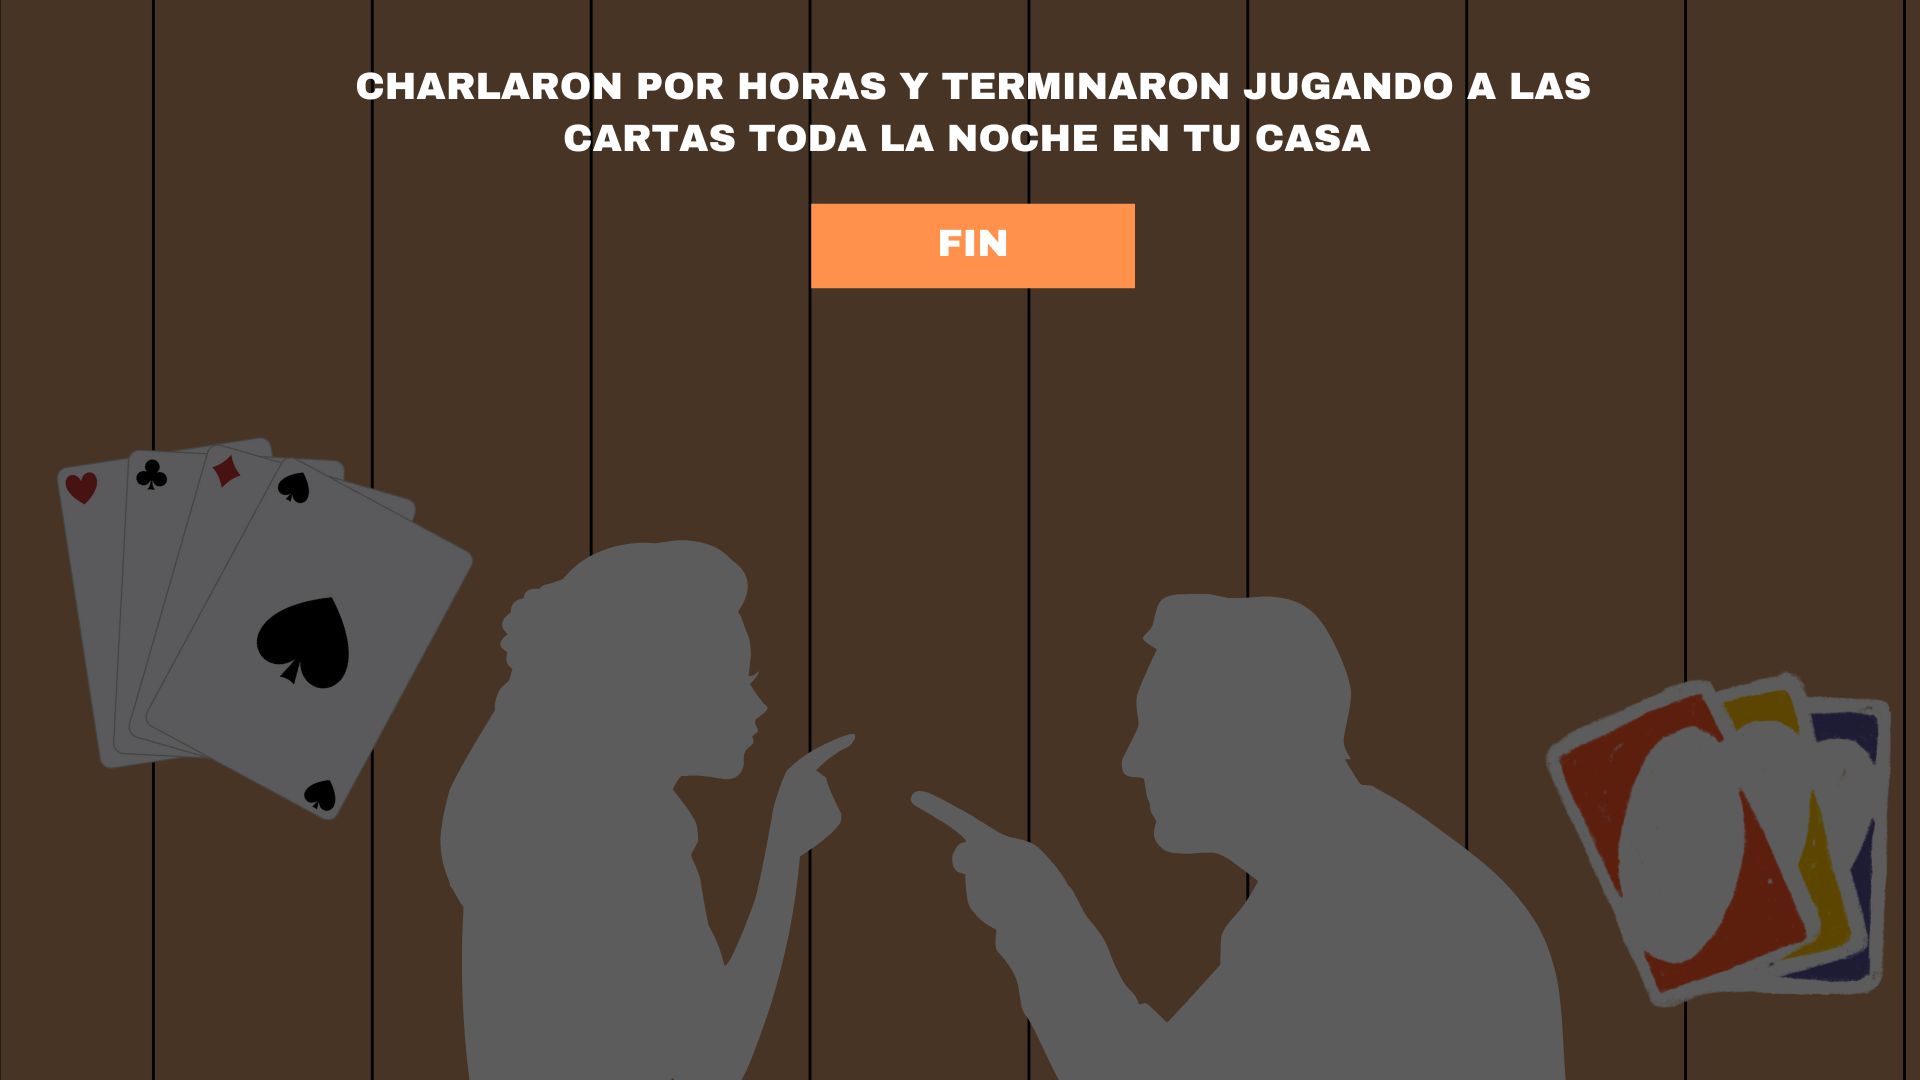 CHARLARON POR HORAS Y TERMINARON JUGANDO A LAS
CARTAS TODA LA NOCHE EN TU CASA
FIN